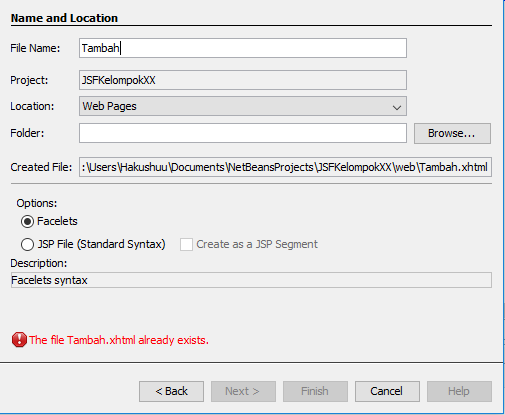 Name and Location
File Name: Tambah
Project: JSFKelompokXX
Location: Web Pages
Folder: Browse...
Created File: :\Users\Hakushuu\Documents\NetBeansProjects\JSFKelompokXX\web\Tambah.xhtml
Options:
Facelets
JSP File (Standard Syntax) Create as a JSP Segment
Description:
Facelets syntax
The file Tambah.xhtml already exists.
< Back Next > Finish Cancel Help